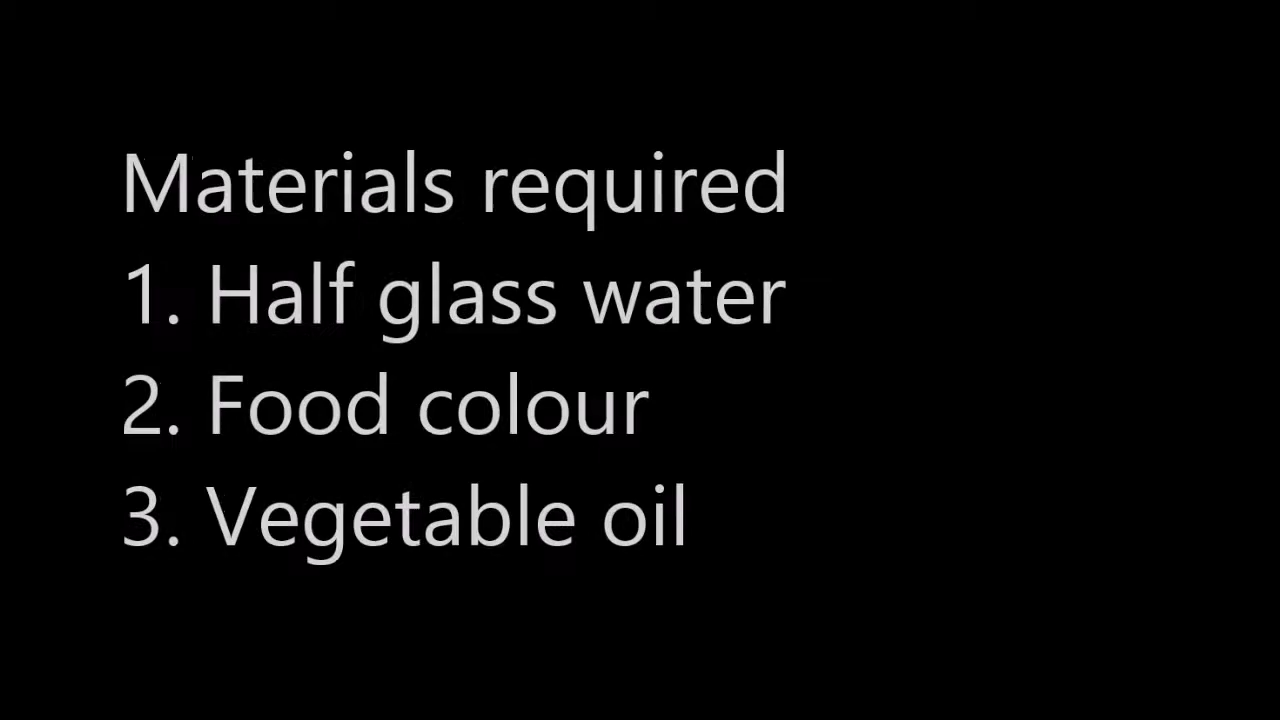 Materials required
1. Half glass water
2. Food colour
3. Vegetable oil